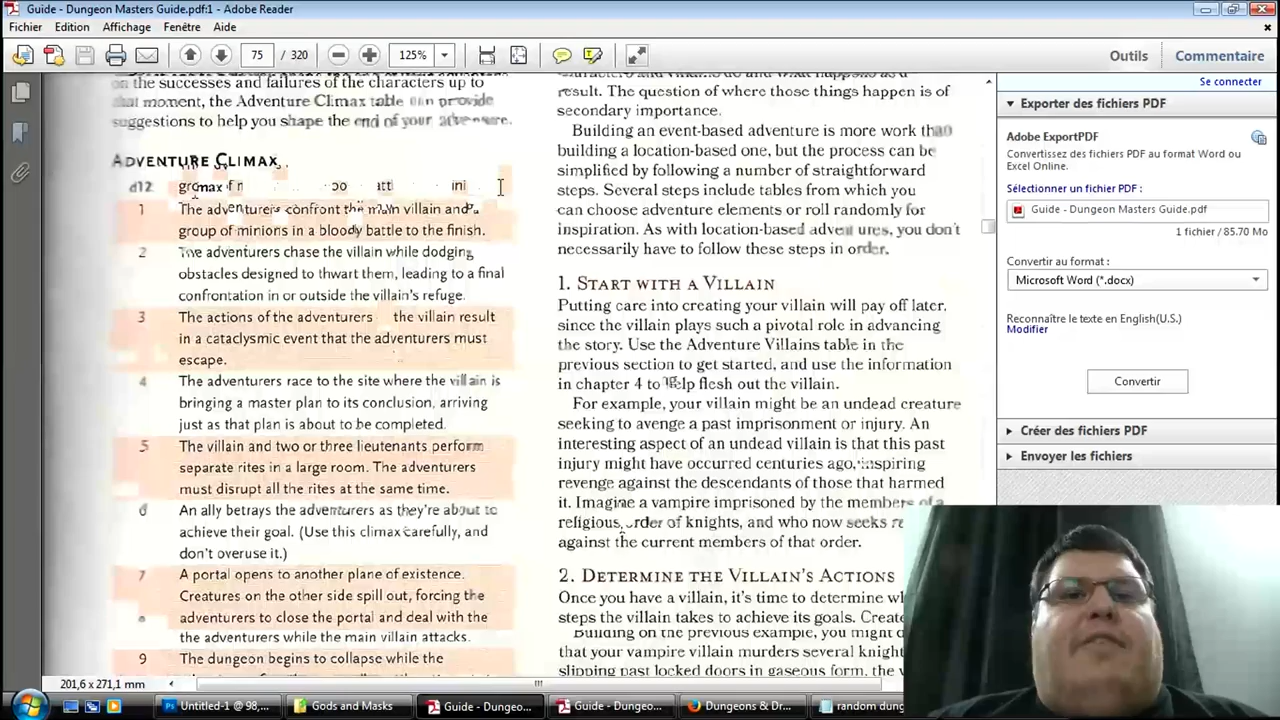 Guide - Dungeon Masters Guide.pdf:1 - Adobe Reader
Fichier Edition Affichage Fenêtre Aide
75 / 320 125% Outils Commentaire
on the successes and failures of the characters up to
that moment, the Adventure Climax table can provide
suggestions to help you shape the end of your adventure.
ADVENTURE CLIMAX
d12
1 The adventurers confront the main villain and a
group of minions in a bloody battle to the finish.
2 The adventurers chase the villain while dodging
obstacles designed to thwart them, leading to a final
confrontation in or outside the villain's refuge.
3 The actions of the adventurers the villain result
in a cataclysmic event that the adventurers must
escape.
4 The adventurers race to the site where the villain is
bringing a master plan to its conclusion, arriving
just as that plan is about to be completed.
5 The villain and two or three lieutenants perform
separate rites in a large room. The adventurers
must disrupt all the rites at the same time.
6 An ally betrays the adventurers as they're about to
achieve their goal. (Use this climax carefully, and
don't overuse it.)
7 A portal opens to another plane of existence.
Creatures on the other side spill out, forcing the
adventurers to close the portal and deal with the
the adventurers while the main villain attacks.
9 The dungeon begins to collapse while the
result. The question of where those things happen is of
secondary importance.
Building an event-based adventure is more work than
building a location-based one, but the process can be
simplified by following a number of straightforward
steps. Several steps include tables from which you
can choose adventure elements or roll randomly for
inspiration. As with location-based adventures, you don't
necessarily have to follow these steps in order.
1. START WITH A VILLAIN
Putting care into creating your villain will pay off later,
since the villain plays such a pivotal role in advancing
the story. Use the Adventure Villains table in the
previous section to get started, and use the information
in chapter 4 to help flesh out the villain.
For example, your villain might be an undead creature
seeking to avenge a past imprisonment or injury. An
interesting aspect of an undead villain is that this past
injury might have occurred centuries ago, inspiring
revenge against the descendants of those that harmed
it. Imagine a vampire imprisoned by the members of a
religious order of knights, and who now seeks
against the current members of that order.
2. DETERMINE THE VILLAIN'S ACTIONS
Once you have a villain, it's time to determine
steps the villain takes to achieve its goals.
Building on the previous example, you might
that your vampire villain murders several
slipping past locked doors in gaseous form, the
Se connecter
Exporter des fichiers PDF
Adobe ExportPDF
Convertissez des fichiers PDF au format Word ou
Excel Online.
Sélectionner un fichier PDF :
Guide - Dungeon Masters Guide.pdf
1 fichier / 85.70 Mo
Convertir au format :
Microsoft Word (*.docx)
Reconnaître le texte en English(U.S.)
Modifier
Convertir
Créer des fichiers PDF
Envoyer les fichiers
201,6 x 271,1 mm
Untitled-1 @ 98,... Gods and Masks Guide - Dungeo... Guide - Dungeo... Dungeons & Dr... random dun